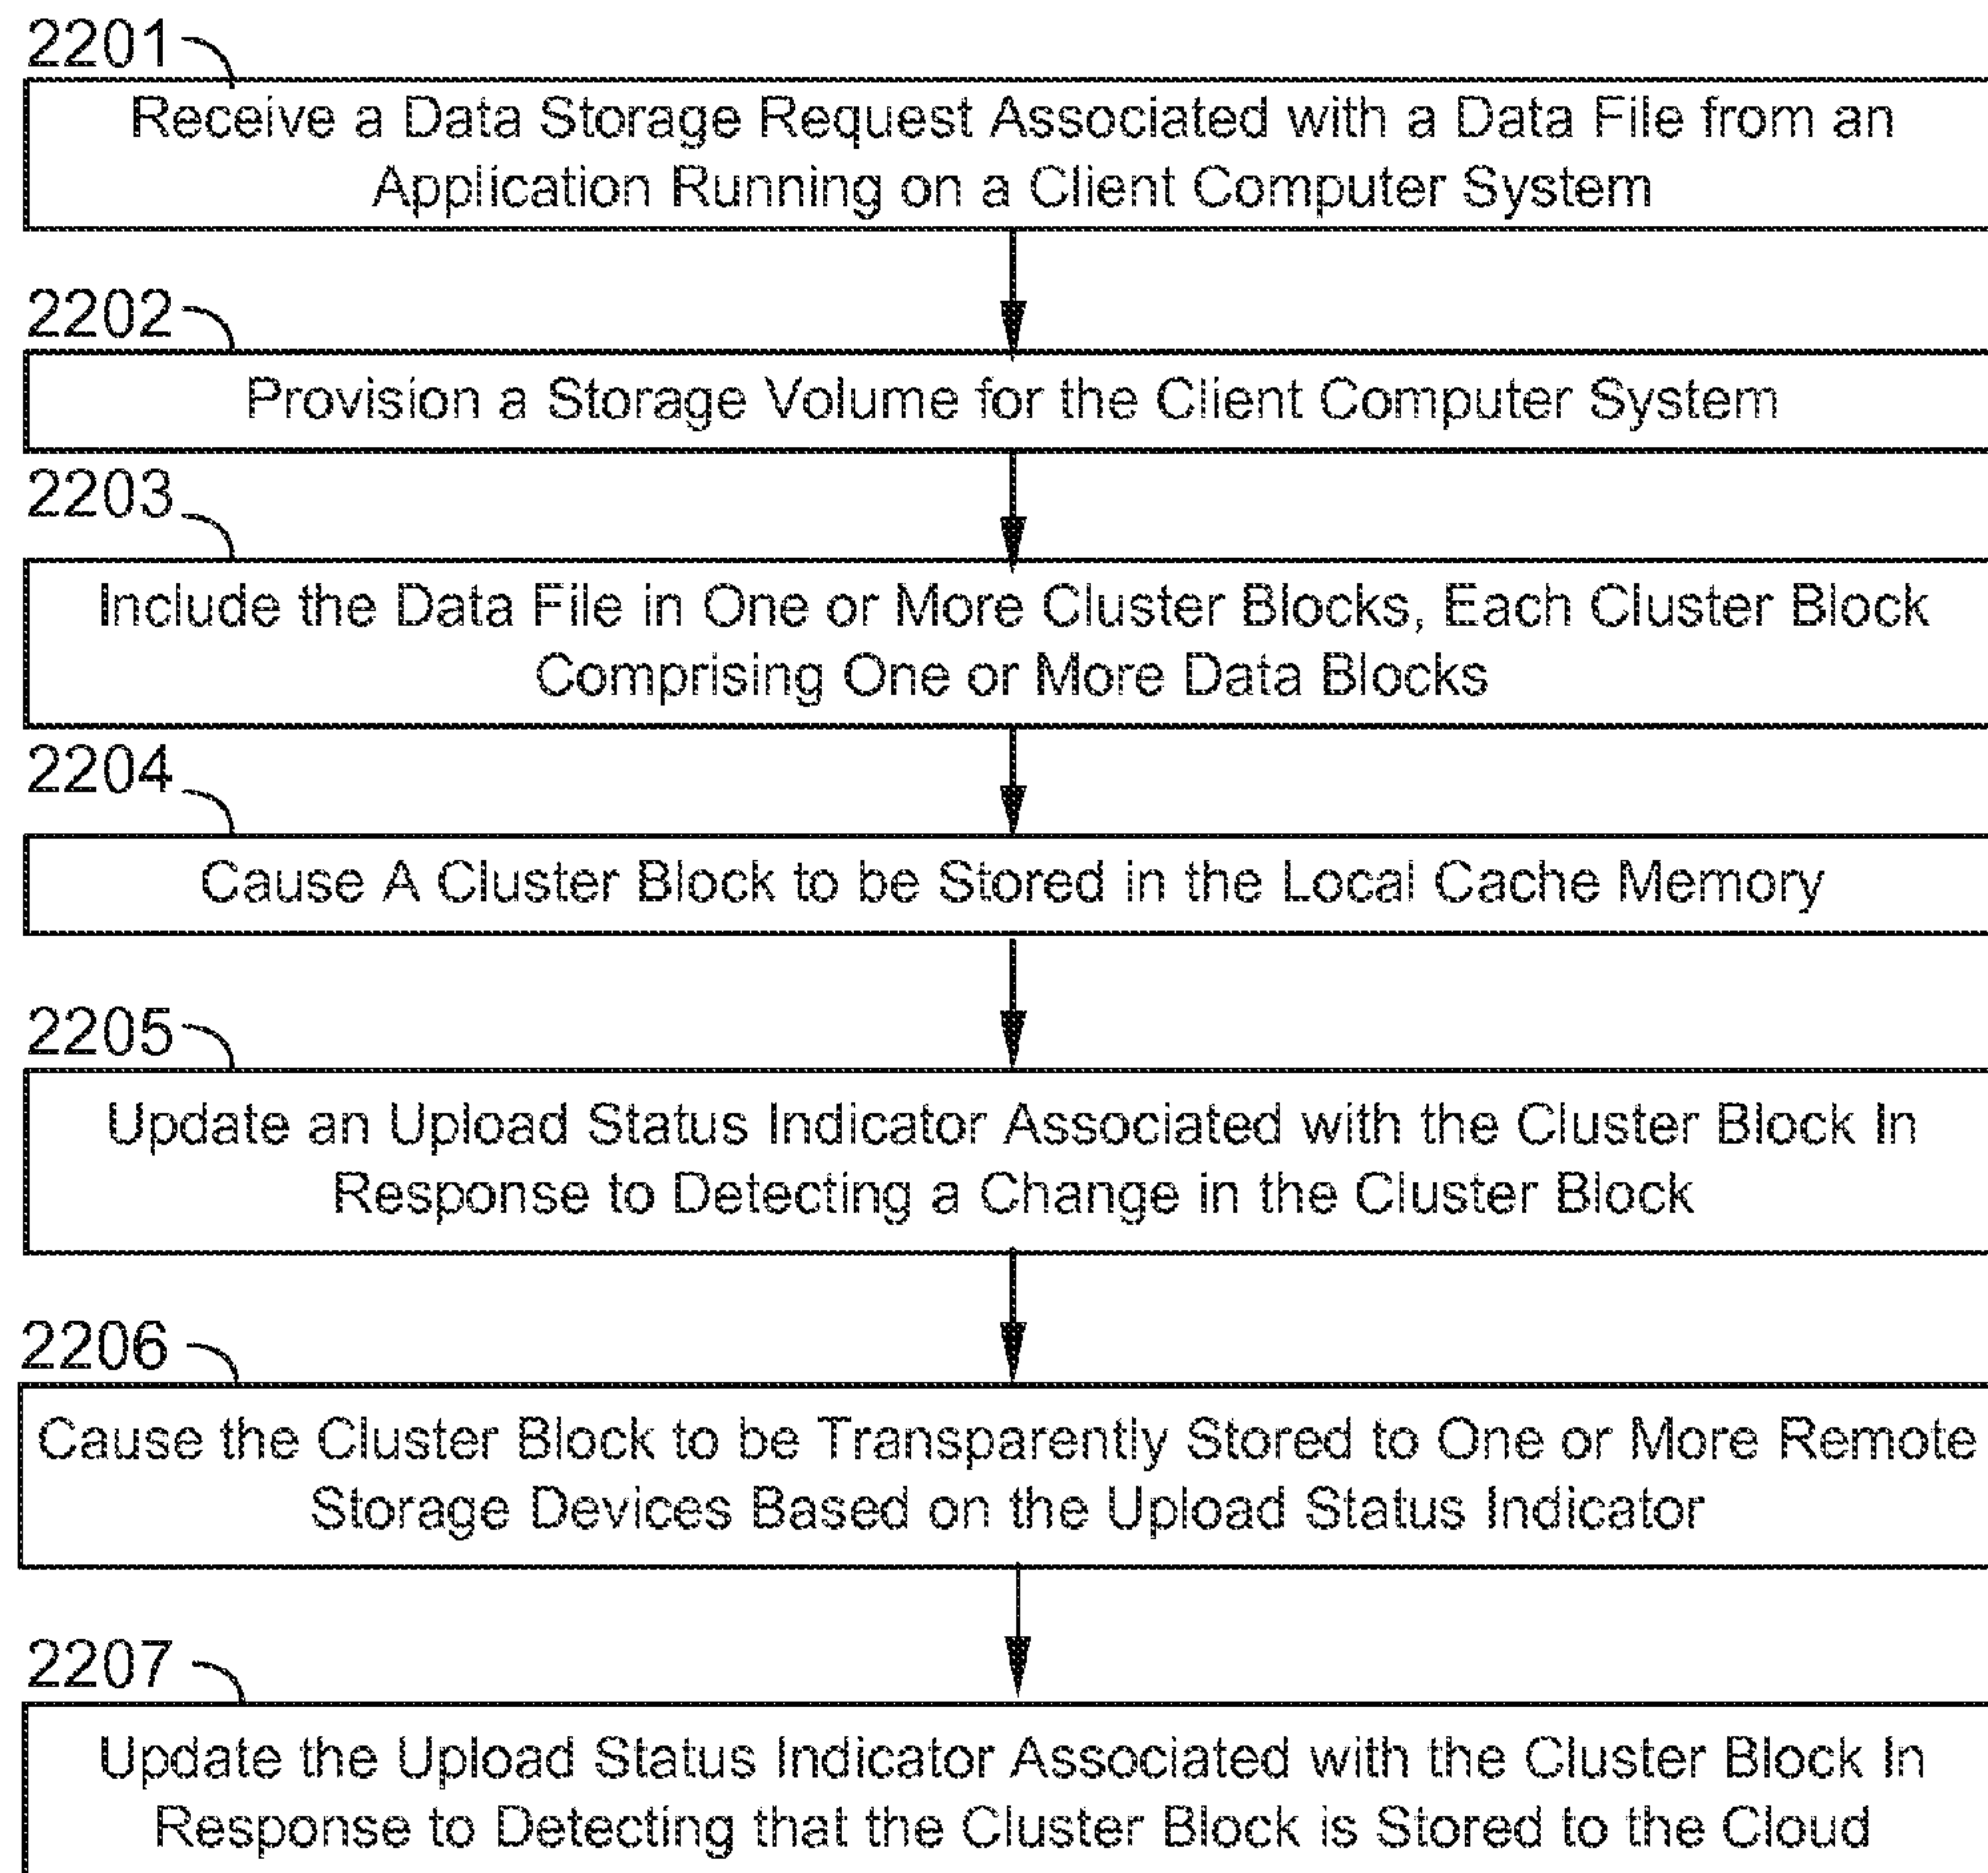 2201
Receive a Data Storage Request Associated with a Data File from an
Application Running on a Client Computer System
2202
Provision a Storage Volume for the Client Computer System
2203
Include the Data File in One or More Cluster Blocks, Each Cluster Block
Comprising One or More Data Blocks
2204
Cause A Cluster Block to be Stored in the Local Cache Memory
2205
Update an Upload Status Indicator Associated with the Cluster Block In
Response to Detecting a Change in the Cluster Block
2206
Cause the Cluster Block to be Transparently Stored to One or More Remote
Storage Devices Based on the Upload Status Indicator
2207
Update the Upload Status Indicator Associated with the Cluster Block In
Response to Detecting that the Cluster Block is Stored to the Cloud